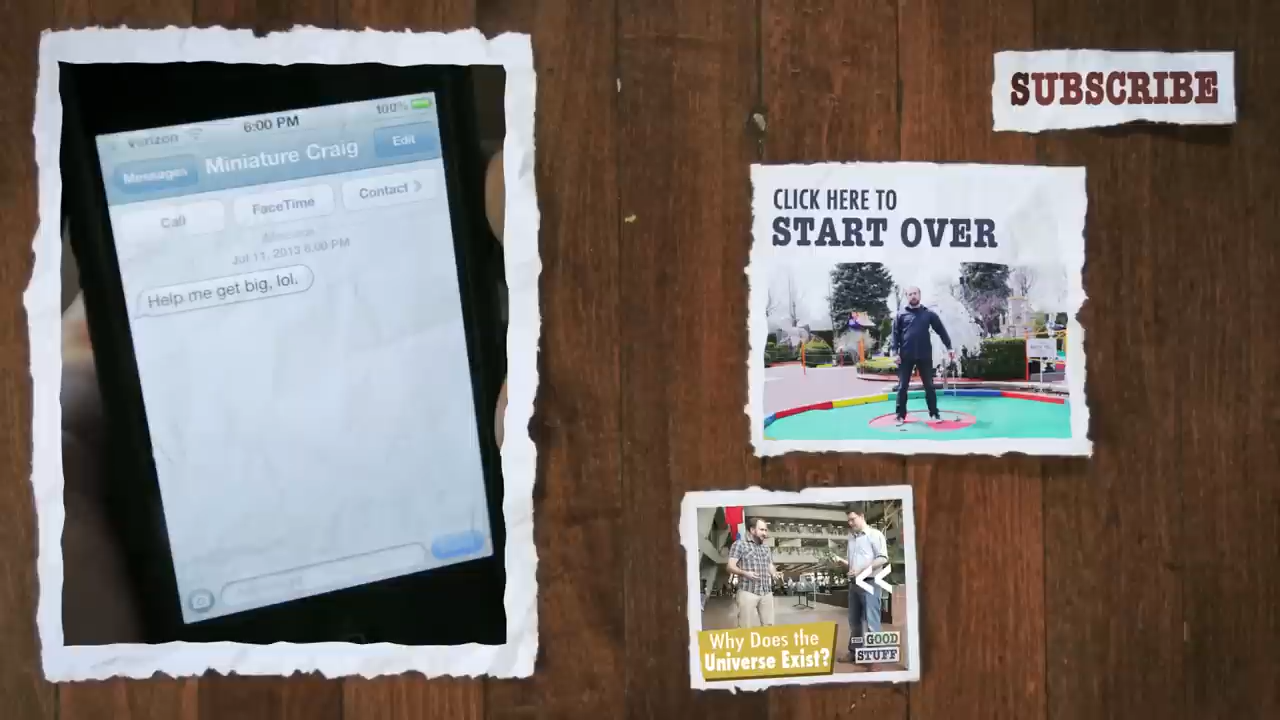 Verizon
6:00 PM
100%
Messages
Miniature Craig
Edit
Call
FaceTime
Contact
Jul 11, 2013 6:00 PM
Help me get big, lol.
SUBSCRIBE
CLICK HERE TO
START OVER
Why Does the
Universe Exist?
THE GOOD
STUFF